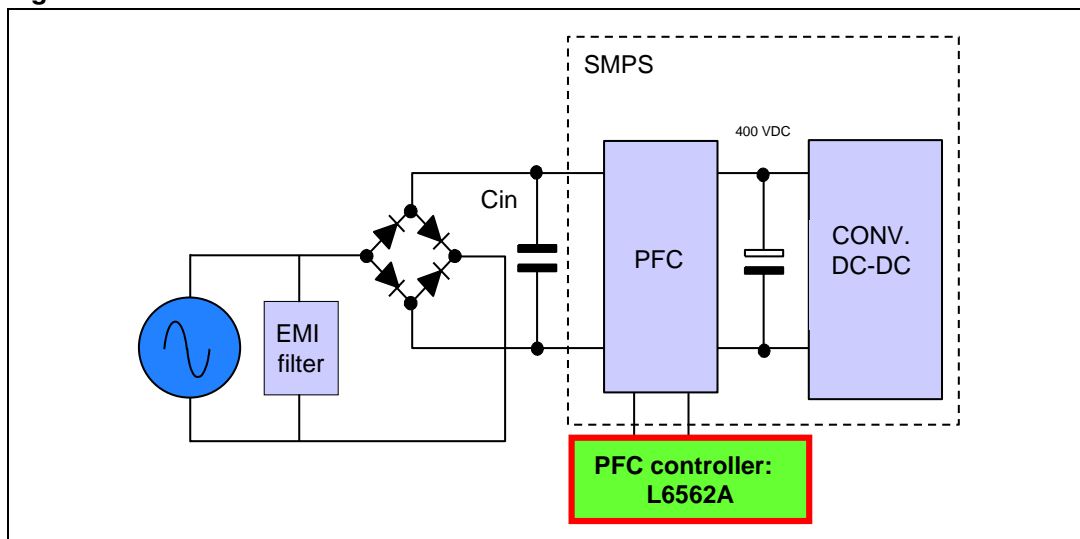 SMPS
400 VDC
Cin
PFC
CONV.
DC-DC
EMI
filter
PFC controller:
L6562A